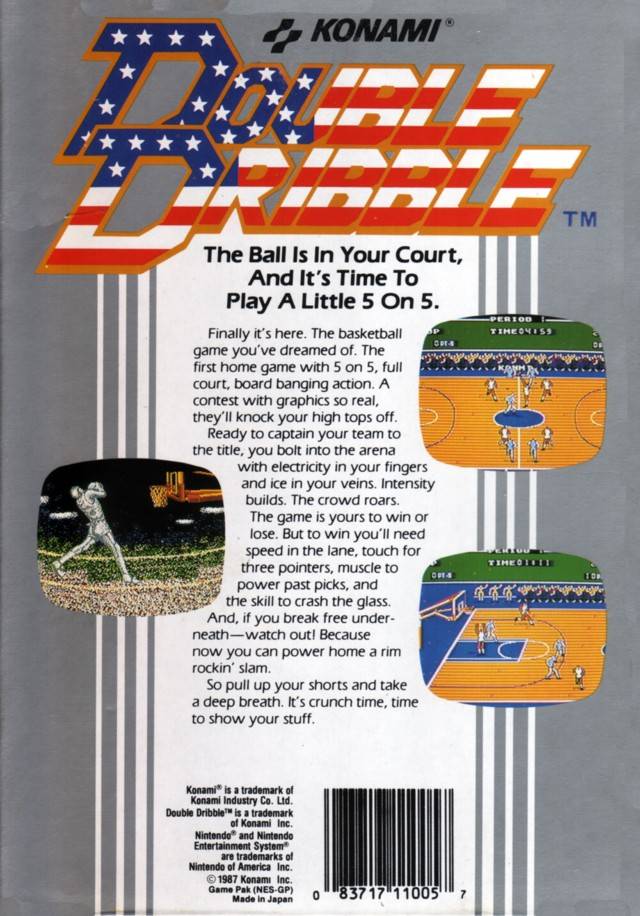 KONAMI®
DOUBLE
DRIBBLE
TM
The Ball Is In Your Court,
And It's Time To
Play A Little 5 On 5.
Finally it's here. The basketball
game you've dreamed of. The
first home game with 5 on 5, full
court, board banging action. A
contest with graphics so real,
they'll knock your high tops off.
Ready to captain your team to
the title, you bolt into the arena
with electricity in your fingers
and ice in your veins. Intensity
builds. The crowd roars.
The game is yours to win or
lose. But to win you'll need
speed in the lane, touch for
three pointers, muscle to
power past picks, and
the skill to crash the glass.
And, if you break free under-
neath—watch out! Because
now you can power home a rim
rockin' slam.
So pull up your shorts and take
a deep breath. It's crunch time, time
to show your stuff.
PERIOD
TIME 04:59
PERIOD
TIME
Konami® is a trademark of
Konami Industry Co. Ltd.
Double Dribble™ is a trademark
of Konami Inc.
Nintendo® and Nintendo
Entertainment System®
are trademarks of
Nintendo of America Inc.
© 1987 Konami Inc.
Game Pak (NES-GP)
Made in Japan
0 83717 11005 7